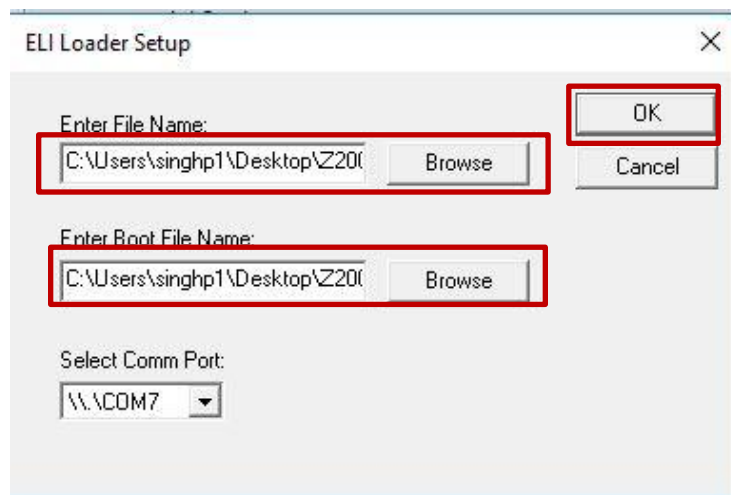 ELI Loader Setup
Enter File Name:
OK
C:\Users\singhp1\Desktop\Z20(
Browse
Cancel
Enter Boot File Name:
C:\Users\singhp1\Desktop\Z20(
Browse
Select Comm Port:
\\.\COM7